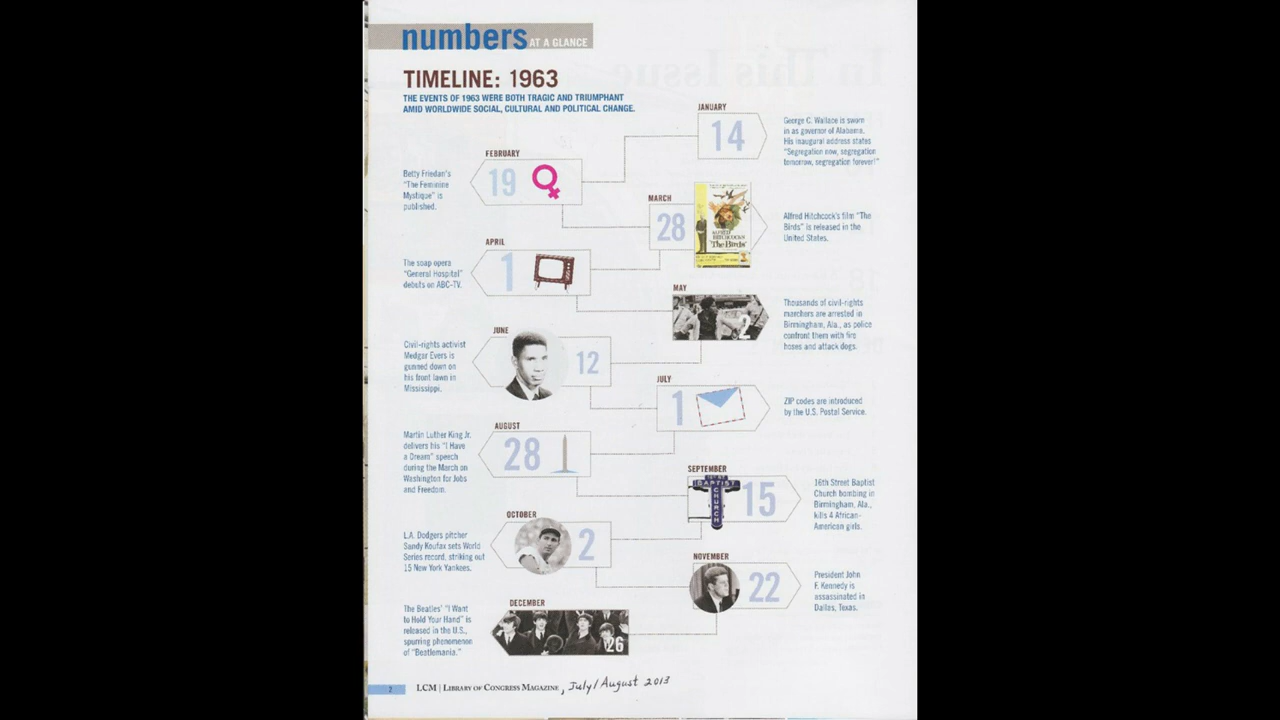 numbers AT A GLANCE
TIMELINE: 1963
THE EVENTS OF 1963 WERE BOTH TRAGIC AND TRIUMPHANT
AMID WORLDWIDE SOCIAL, CULTURAL AND POLITICAL CHANGE.
JANUARY
14
George C. Wallace is sworn
in as governor of Alabama.
His inaugural address states
"Segregation now, segregation
tomorrow, segregation forever!"
FEBRUARY
19
Betty Friedan's
"The Feminine
Mystique" is
published.
MARCH
28
ALFRED
HITCHCOCK'S
"The Birds"
Alfred Hitchcock's film "The
Birds" is released in the
United States.
APRIL
1
The soap opera
"General Hospital"
debuts on ABC-TV.
MAY
2
Thousands of civil-rights
marchers are arrested in
Birmingham, Ala., as police
confront them with fire
hoses and attack dogs.
JUNE
12
Civil-rights activist
Medgar Evers is
gunned down on
his front lawn in
Mississippi.
JULY
1
ZIP codes are introduced
by the U.S. Postal Service.
AUGUST
28
Martin Luther King Jr.
delivers his "I Have
a Dream" speech
during the March on
Washington for Jobs
and Freedom.
SEPTEMBER
BAPTIST
CHURCH
15
16th Street Baptist
Church bombing in
Birmingham, Ala.,
kills 4 African-
American girls.
OCTOBER
2
L.A. Dodgers pitcher
Sandy Koufax sets World
Series record, striking out
15 New York Yankees.
NOVEMBER
22
President John
F. Kennedy is
assassinated in
Dallas, Texas.
DECEMBER
26
The Beatles' "I Want
to Hold Your Hand" is
released in the U.S.,
spurring phenomenon
of "Beatlemania."
2 LCM | LIBRARY OF CONGRESS MAGAZINE , July/August 2013